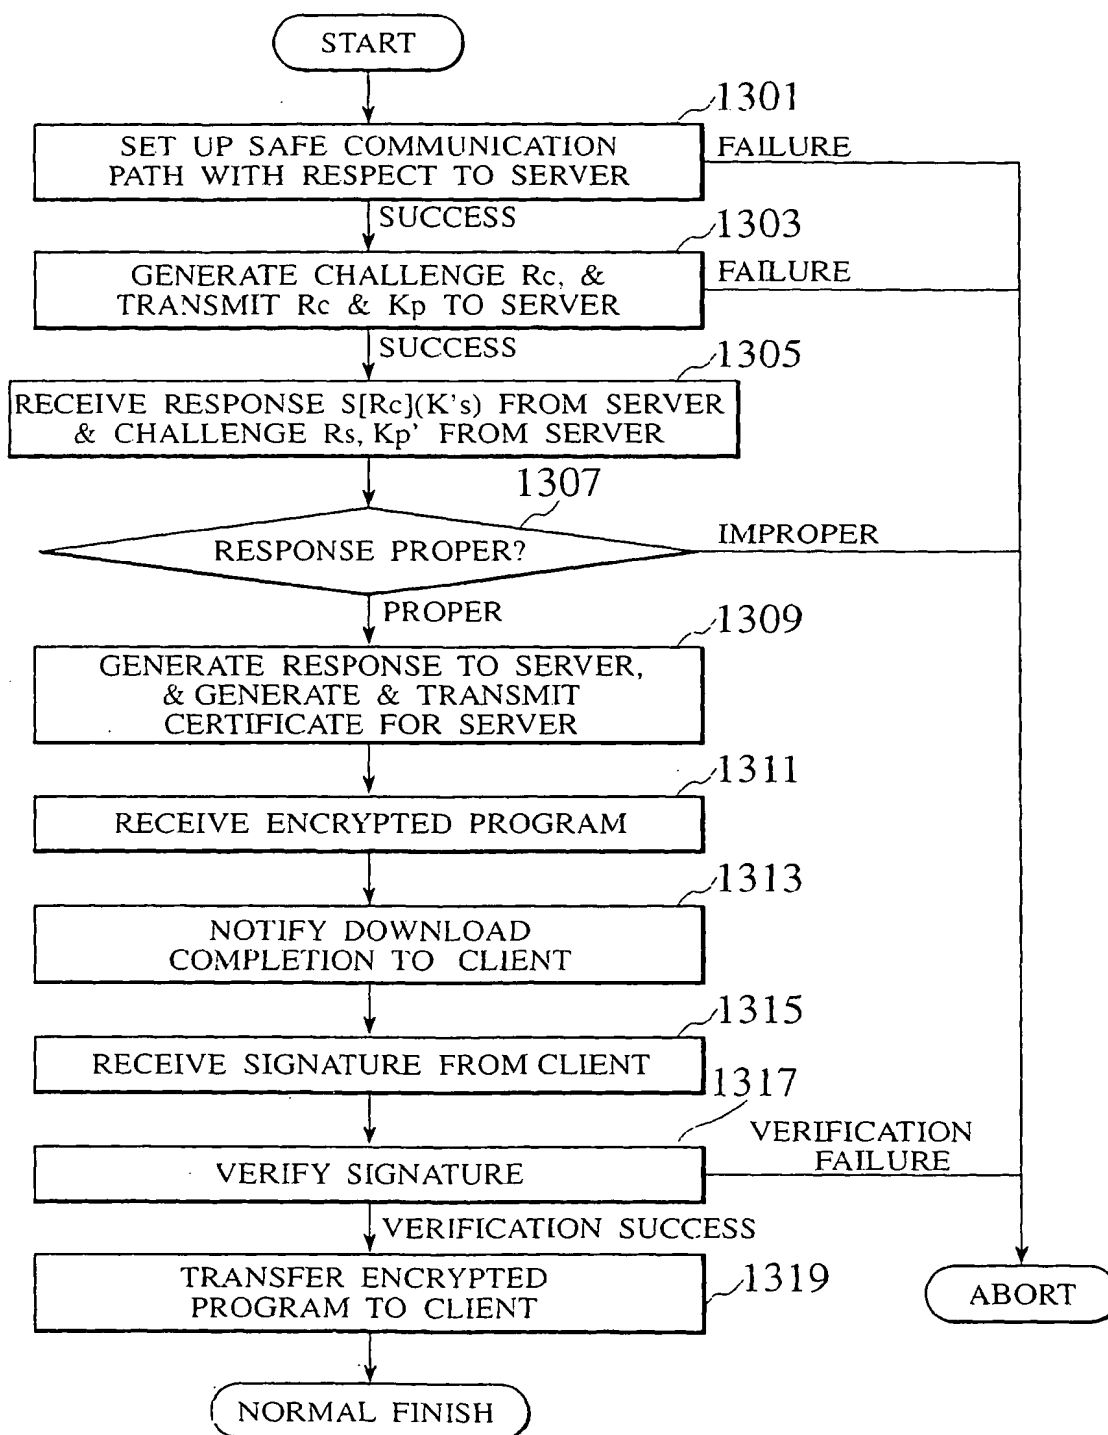 START
1301
SET UP SAFE COMMUNICATION
PATH WITH RESPECT TO SERVER
FAILURE
SUCCESS
1303
GENERATE CHALLENGE Rc, &
TRANSMIT Rc & Kp TO SERVER
FAILURE
SUCCESS
1305
RECEIVE RESPONSE S[Rc](K's) FROM SERVER
& CHALLENGE Rs, Kp' FROM SERVER
1307
RESPONSE PROPER?
IMPROPER
PROPER
1309
GENERATE RESPONSE TO SERVER,
& GENERATE & TRANSMIT
CERTIFICATE FOR SERVER
1311
RECEIVE ENCRYPTED PROGRAM
1313
NOTIFY DOWNLOAD
COMPLETION TO CLIENT
1315
RECEIVE SIGNATURE FROM CLIENT
1317
VERIFY SIGNATURE
VERIFICATION
FAILURE
VERIFICATION SUCCESS
TRANSFER ENCRYPTED
PROGRAM TO CLIENT
1319
ABORT
NORMAL FINISH